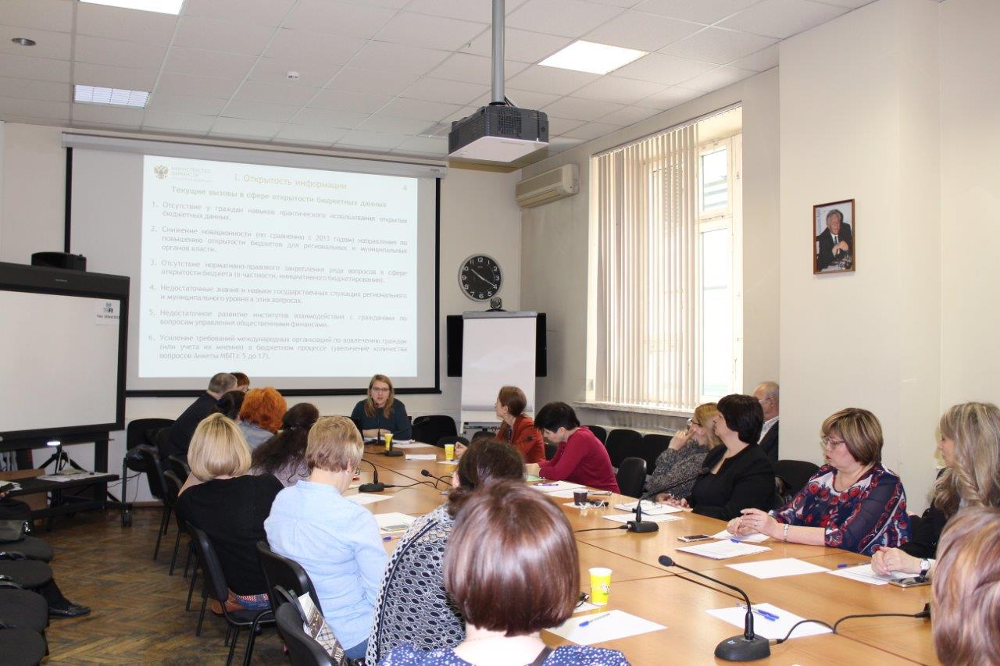 МИНИСТЕРСТВО
ФИНАНСОВ
1. Открытость информации
4
Текущие вызовы в сфере открытости бюджетных данных
1. Отсутствие у граждан навыков практического использования открытых
бюджетных данных.
2. Снижение новационности (по сравнению с 2013 годом) направления по
повышению открытости бюджетов для региональных и муниципальных
органов власти.
3. Отсутствие нормативно-правового закрепления ряда вопросов в сфере
открытости бюджета (в частности, инициативного бюджетирования).
4. Недостаточные знания и навыки государственных служащих регионального
и муниципального уровня в этих вопросах.
5. Недостаточное развитие институтов взаимодействия с гражданами по
вопросам управления общественными финансами.
6. Усиление требований международных организаций по вовлечению граждан
(или учета их мнения) в бюджетном процессе (увеличение количества
вопросов Анкеты МБП с 5 до 17).